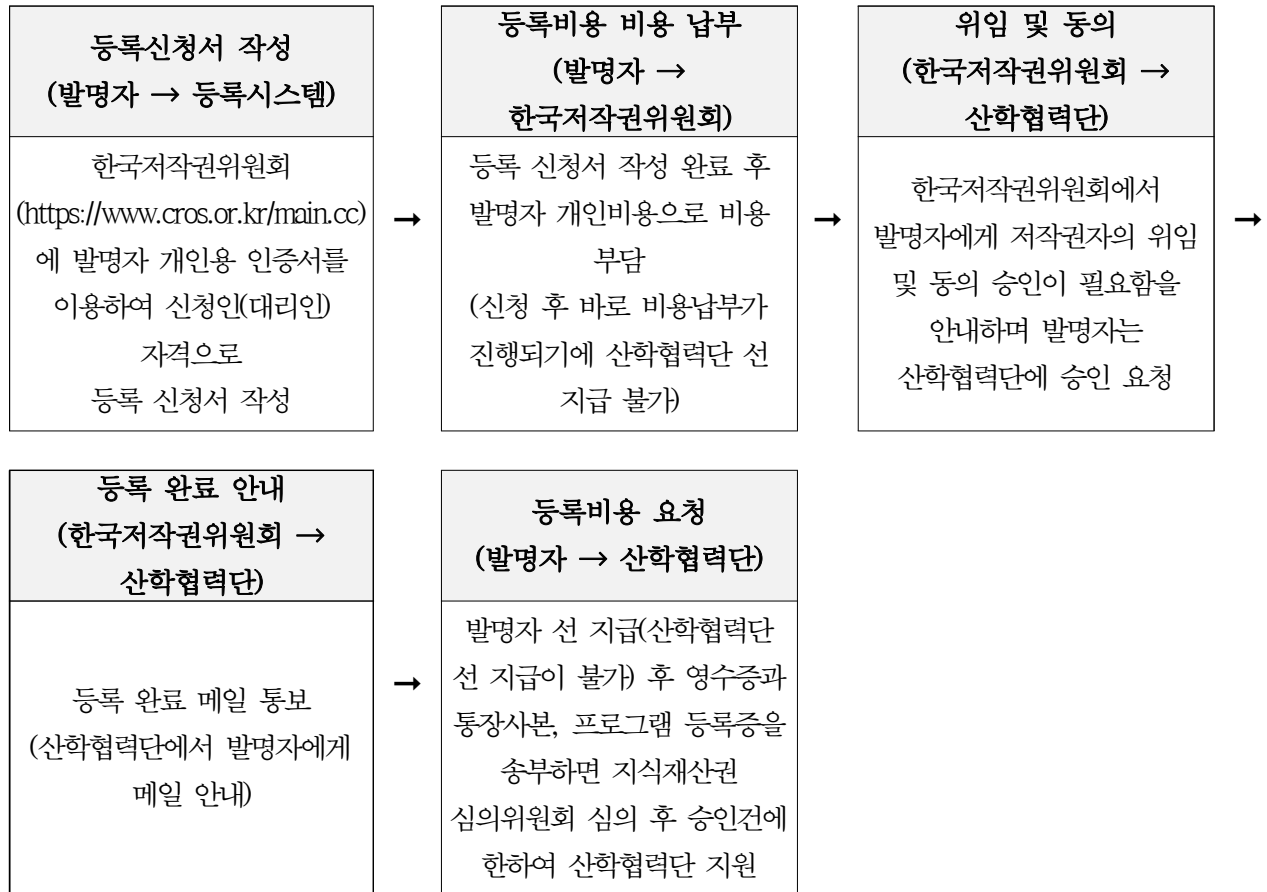 등록신청서 작성
(발명자 → 등록시스템)
한국저작권위원회
(https://www.cros.or.kr/main.cc)
에 발명자 개인용 인증서를
이용하여 신청인(대리인)
자격으로
등록 신청서 작성
→
등록비용 비용 납부
(발명자 →
한국저작권위원회)
등록 신청서 작성 완료 후
발명자 개인비용으로 비용
부담
(신청 후 바로 비용납부가
진행되기에 산학협력단 선
지급 불가)
→
위임 및 동의
(한국저작권위원회 →
산학협력단)
한국저작권위원회에서
발명자에게 저작권자의 위임
및 동의 승인이 필요함을
안내하며 발명자는
산학협력단에 승인 요청
→
등록 완료 안내
(한국저작권위원회 →
산학협력단)
등록 완료 메일 통보
(산학협력단에서 발명자에게
메일 안내)
→
등록비용 요청
(발명자 → 산학협력단)
발명자 선 지급(산학협력단
선 지급이 불가) 후 영수증과
통장사본, 프로그램 등록증을
송부하면 지식재산권
심의위원회 심의 후 승인건에
한하여 산학협력단 지원